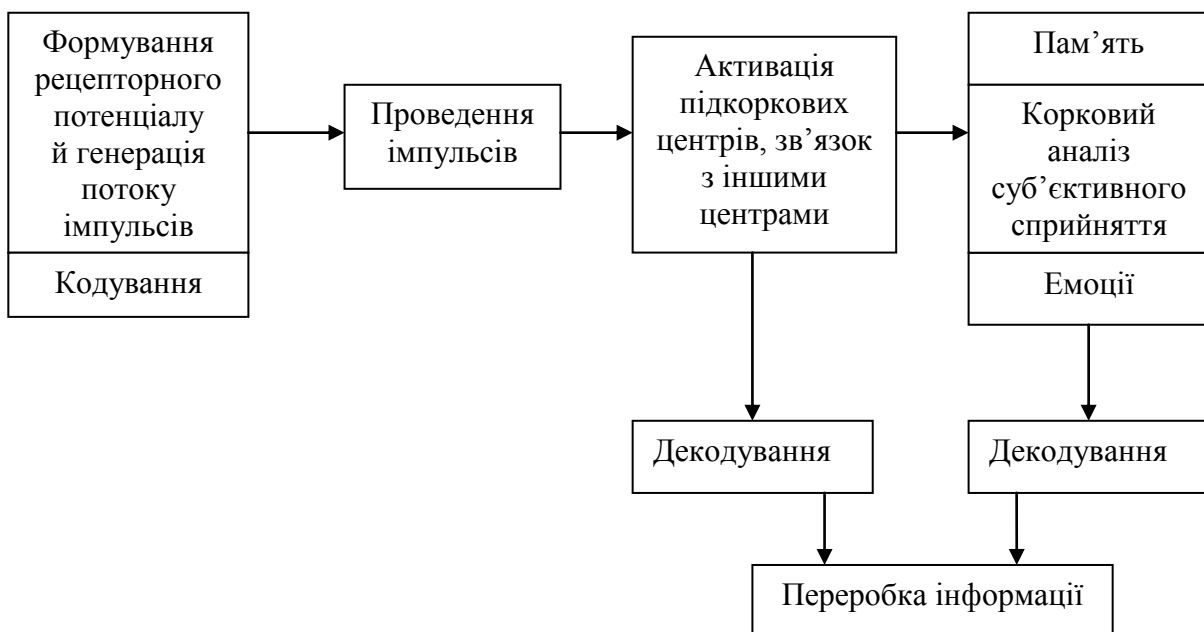 Формування
рецепторного
потенціалу
й генерація
потоку
імпульсів
Кодування
Проведення
імпульсів
Активація
підкоркових
центрів, зв’язок
з іншими
центрами
Пам’ять
Корковий
аналіз
суб’єктивного
сприйняття
Емоції
Декодування
Декодування
Переробка інформації